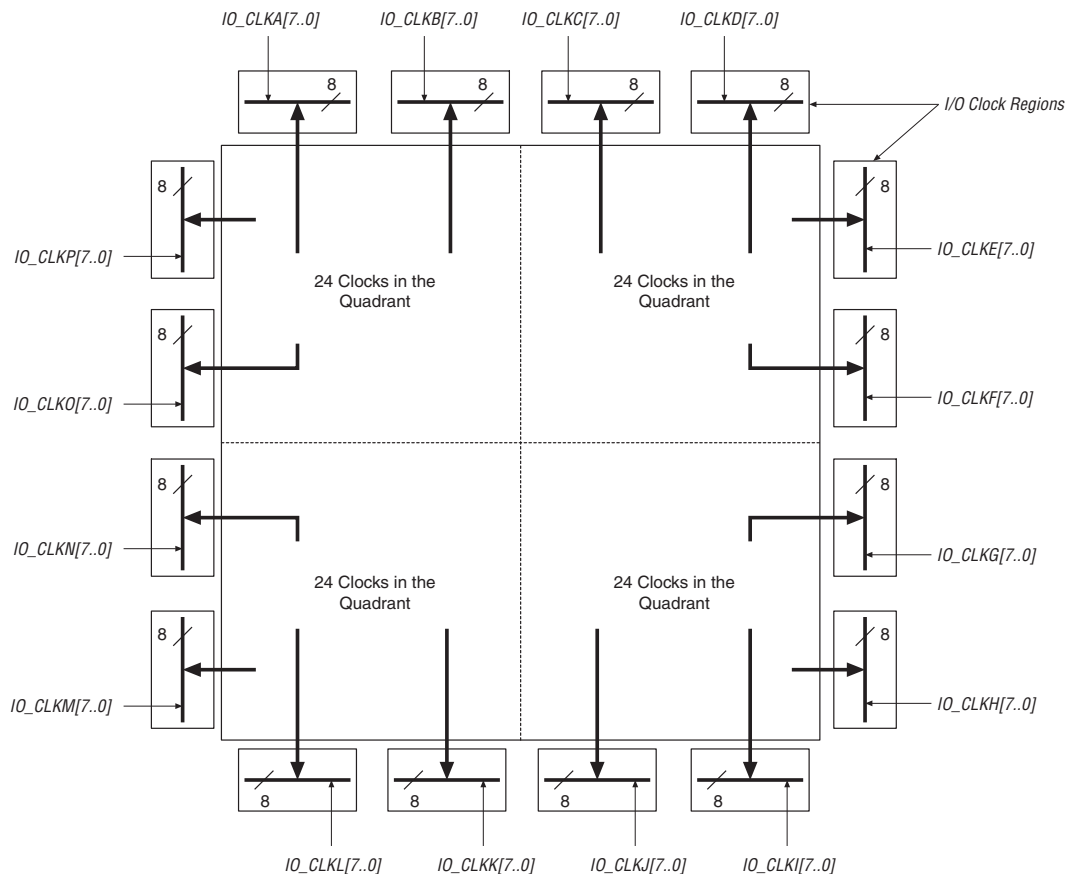 IO_CLKA[7..0]
IO_CLKB[7..0]
IO_CLKC[7..0]
IO_CLKD[7..0]
8
8
8
8
I/O Clock Regions
8
8
IO_CLKP[7..0]
IO_CLKE[7..0]
24 Clocks in the
Quadrant
24 Clocks in the
Quadrant
8
8
IO_CLKO[7..0]
IO_CLKF[7..0]
8
8
IO_CLKN[7..0]
IO_CLKG[7..0]
24 Clocks in the
Quadrant
24 Clocks in the
Quadrant
8
8
IO_CLKM[7..0]
IO_CLKH[7..0]
8
8
8
8
IO_CLKL[7..0]
IO_CLKK[7..0]
IO_CLKJ[7..0]
IO_CLKI[7..0]